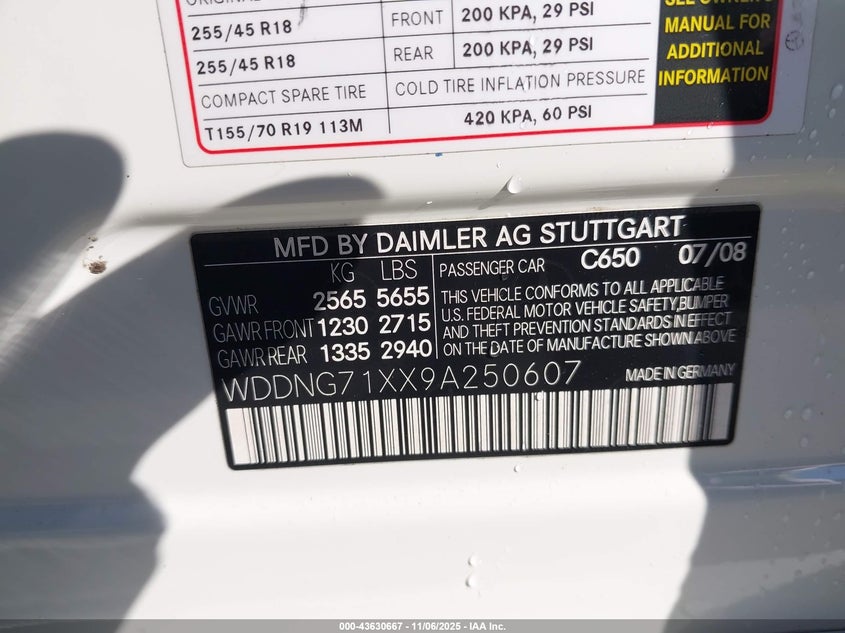 ORIGINAL
255/45 R18 FRONT 200 KPA, 29 PSI
255/45 R18 REAR 200 KPA, 29 PSI
COMPACT SPARE TIRE COLD TIRE INFLATION PRESSURE
T155/70 R19 113M 420 KPA, 60 PSI
SEE OWNER'S
MANUAL FOR
ADDITIONAL
INFORMATION
MFD BY DAIMLER AG STUTTGART
KG LBS PASSENGER CAR C650 07/08
GVWR 2565 5655
GAWR FRONT 1230 2715
GAWR REAR 1335 2940
THIS VEHICLE CONFORMS TO ALL APPLICABLE
U.S. FEDERAL MOTOR VEHICLE SAFETY,BUMPER
AND THEFT PREVENTION STANDARDS IN EFFECT
ON THE DATE OF MANUFACTURE SHOWN ABOVE
WDDNG71XX9A250607 MADE IN GERMANY
000-43630667 - 11/06/2025 - IAA Inc.